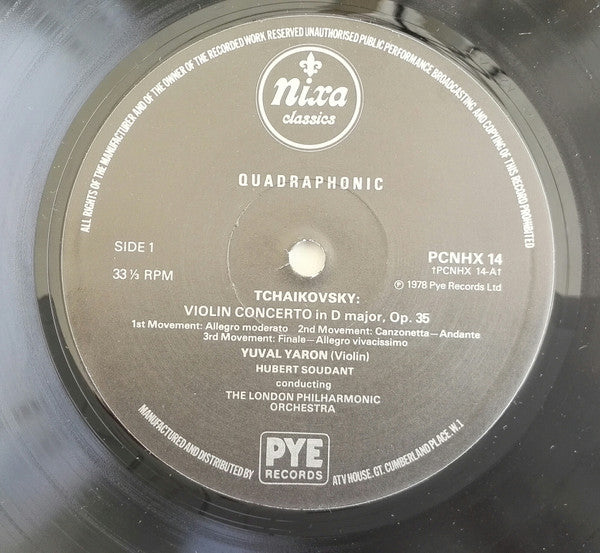 ALL RIGHTS OF THE MANUFACTURER AND OF THE OWNER OF THE RECORDED WORK RESERVED UNAUTHORISED PUBLIC PERFORMANCE BROADCASTING AND COPYING OF THIS RECORD PROHIBITED
Nixa
classics
QUADRAPHONIC
SIDE 1
33⅓ RPM
PCNHX 14
†PCNHX 14-A†
℗ 1978 Pye Records Ltd
TCHAIKOVSKY:
VIOLIN CONCERTO in D major, Op. 35
1st Movement: Allegro moderato 2nd Movement: Canzonetta—Andante
3rd Movement: Finale—Allegro vivacissimo
YUVAL YARON (Violin)
HUBERT SOUDANT
conducting
THE LONDON PHILHARMONIC
ORCHESTRA
MANUFACTURED AND DISTRIBUTED BY
PYE
RECORDS
ATV HOUSE. GT. CUMBERLAND PLACE, W.1